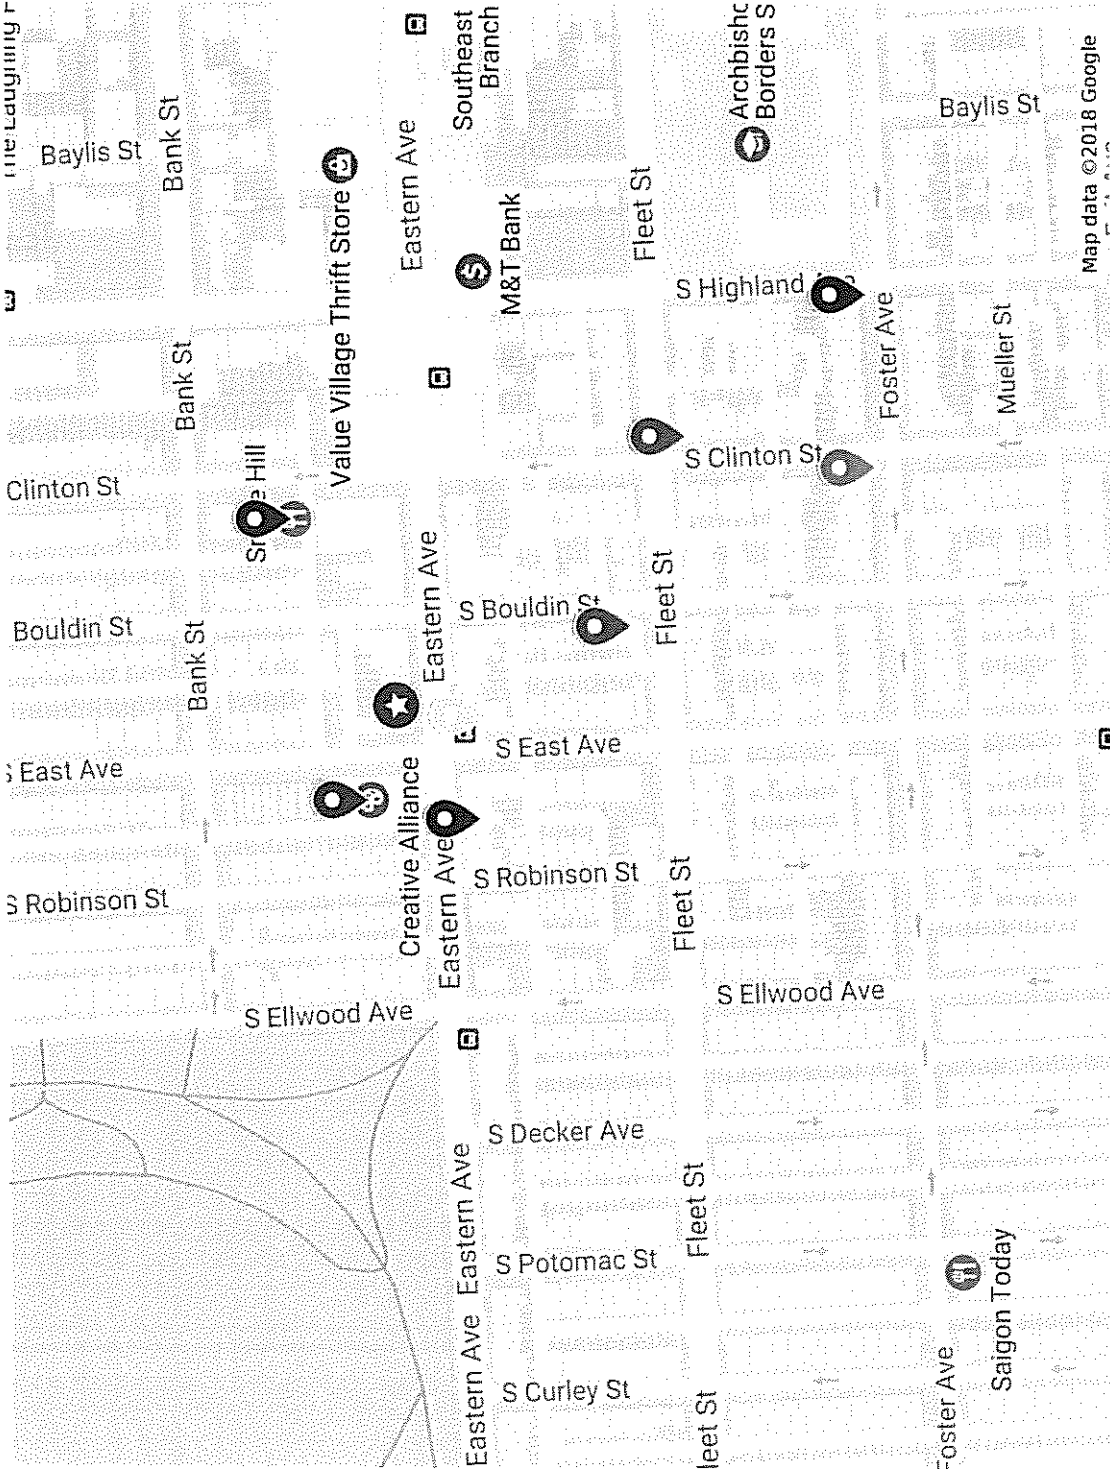 Baylis St
Bank St
Eastern Ave
Southeast
Branch
Borders S
Baylis St
Map data ©2018 Google
Value Village Thrift Store
M&T Bank
Fleet St
S Highland
Foster Ave
Mueller St
Bank St
Clinton St
Hill
S Clinton St
Bouldin St
Bank St
Eastern Ave
S Bouldin St
Fleet St
S East Ave
S East Ave
Creative Alliance
Eastern Ave
S Robinson St
S Robinson St
Fleet St
S Ellwood Ave
S Ellwood Ave
S Decker Ave
Eastern Ave
Fleet St
S Potomac St
Saigon Today
Eastern Ave
S Curley St
leet St
Foster Ave